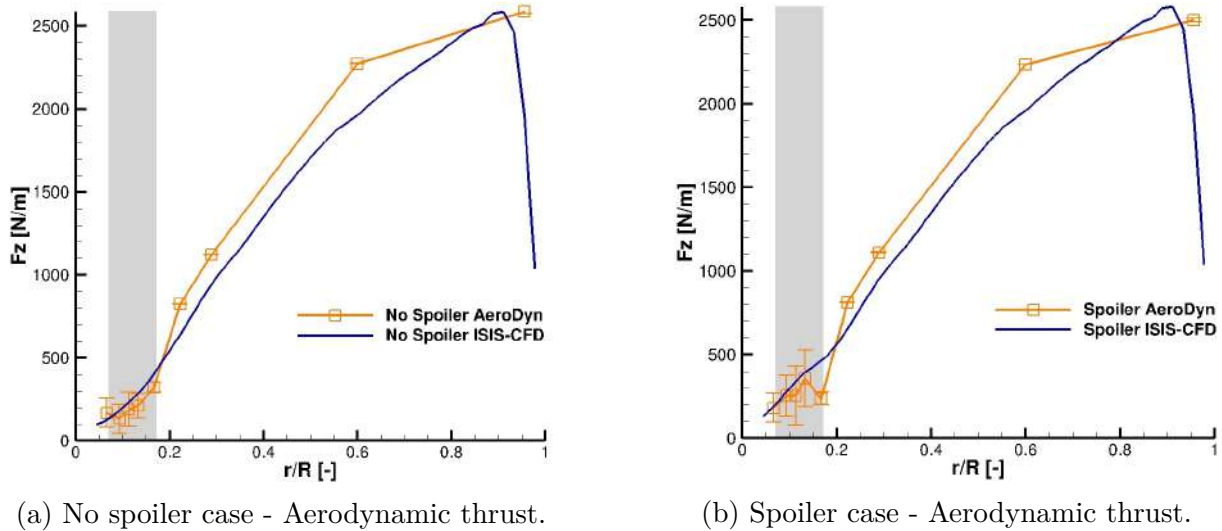 2500
2000
1500
1000
500
0
Fz [N/m]
No Spoiler AeroDyn
No Spoiler ISIS-CFD
0 0.2 0.4 0.6 0.8 1
r/R [-]
(a) No spoiler case - Aerodynamic thrust.
2500
2000
1500
1000
500
0
Fz [N/m]
Spoiler AeroDyn
Spoiler ISIS-CFD
0 0.2 0.4 0.6 0.8 1
r/R [-]
(b) Spoiler case - Aerodynamic thrust.